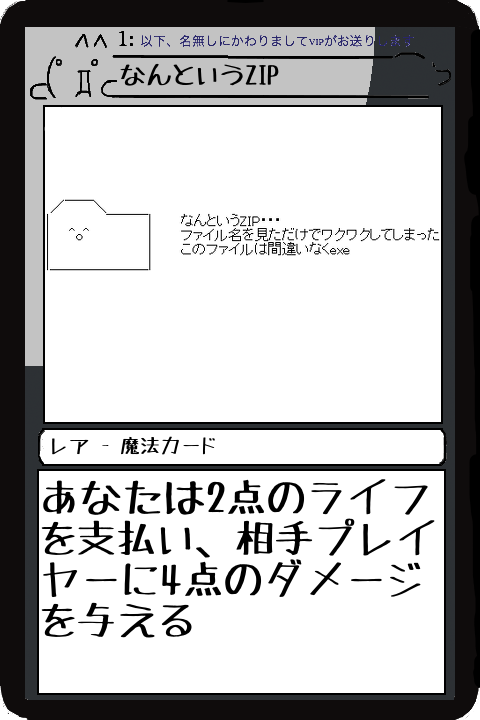 1: 以下、名無しにかわりましてVIPがお送り
なんというZIP
なんというZIP・・・
ファイル名を見ただけでワクワクしてしまった
このファイルは間違いなくexe
レア - 魔法カード
あなたは2点のライフ
を支払い、相手プレイ
ヤーに4点のダメージ
を与える